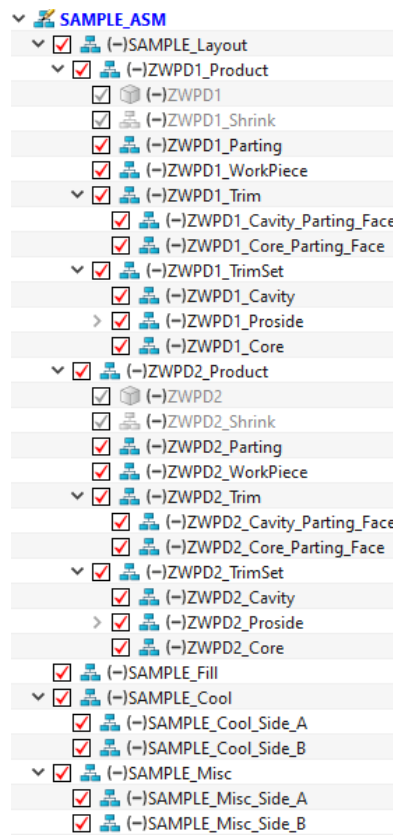 SAMPLE_ASM
(−)SAMPLE_Layout
(−)ZWPD1_Product
(−)ZWPD1
(−)ZWPD1_Shrink
(−)ZWPD1_Parting
(−)ZWPD1_WorkPiece
(−)ZWPD1_Trim
(−)ZWPD1_Cavity_Parting_Face
(−)ZWPD1_Core_Parting_Face
(−)ZWPD1_TrimSet
(−)ZWPD1_Cavity
(−)ZWPD1_Proside
(−)ZWPD1_Core
(−)ZWPD2_Product
(−)ZWPD2
(−)ZWPD2_Shrink
(−)ZWPD2_Parting
(−)ZWPD2_WorkPiece
(−)ZWPD2_Trim
(−)ZWPD2_Cavity_Parting_Face
(−)ZWPD2_Core_Parting_Face
(−)ZWPD2_TrimSet
(−)ZWPD2_Cavity
(−)ZWPD2_Proside
(−)ZWPD2_Core
(−)SAMPLE_Fill
(−)SAMPLE_Cool
(−)SAMPLE_Cool_Side_A
(−)SAMPLE_Cool_Side_B
(−)SAMPLE_Misc
(−)SAMPLE_Misc_Side_A
(−)SAMPLE_Misc_Side_B